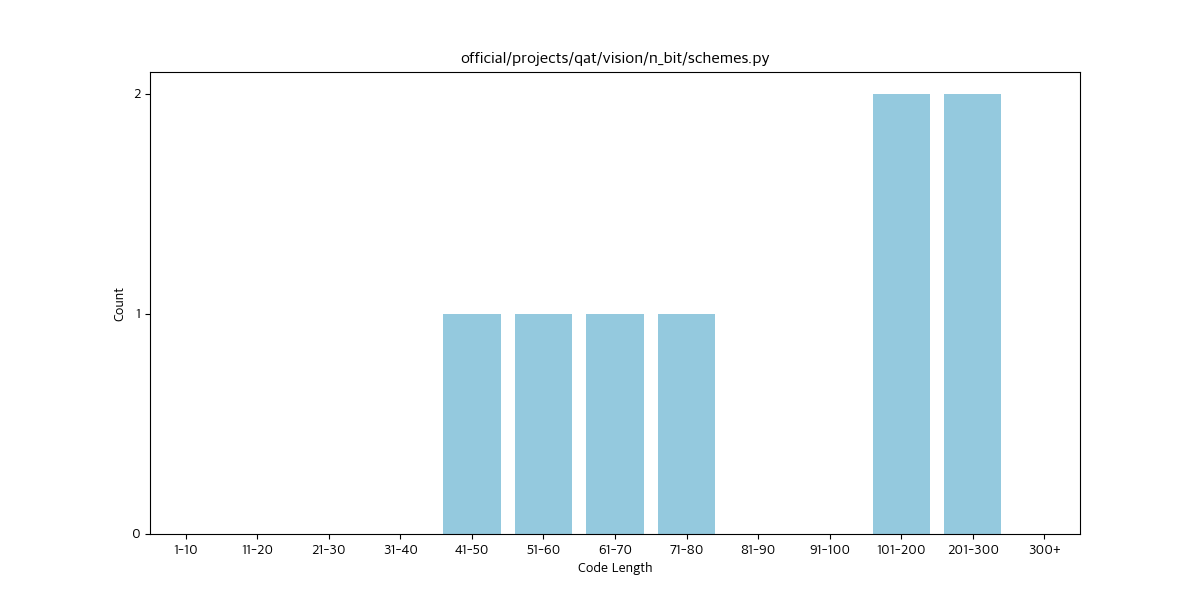 official/projects/qat/vision/n_bit/schemes.py
2
1
0
Count
1-10 11-20 21-30 31-40 41-50 51-60 61-70 71-80 81-90 91-100 101-200 201-300 300+
Code Length